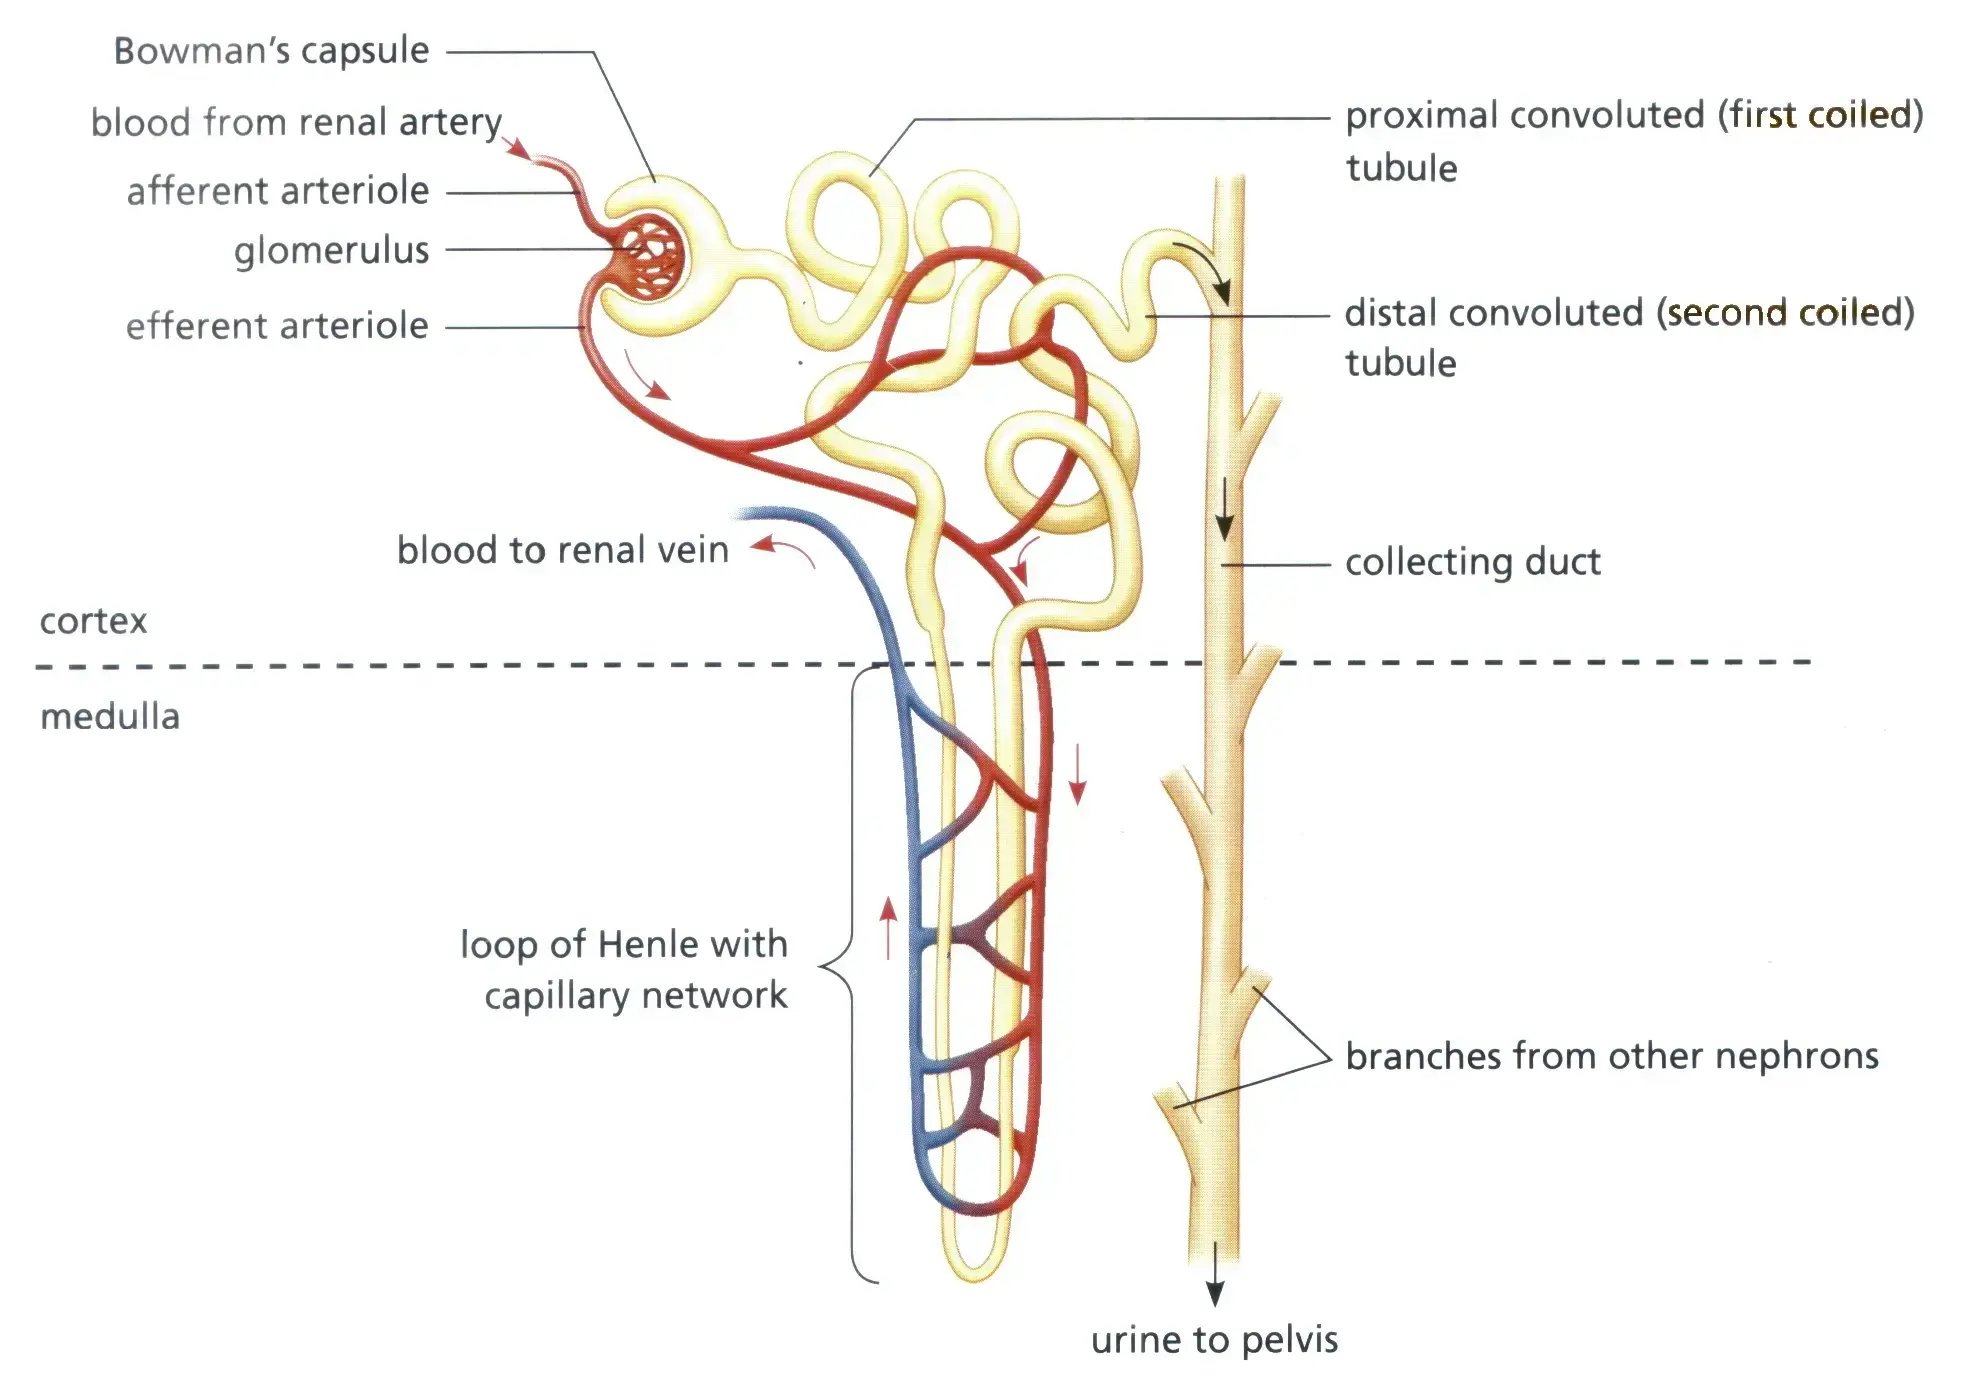 Bowman's capsule
blood from renal artery
afferent arteriole
glomerulus
efferent arteriole
proximal convoluted (first coiled)
tubule
distal convoluted (second coiled)
tubule
blood to renal vein
collecting duct
cortex
medulla
loop of Henle with
capillary network
branches from other nephrons
urine to pelvis